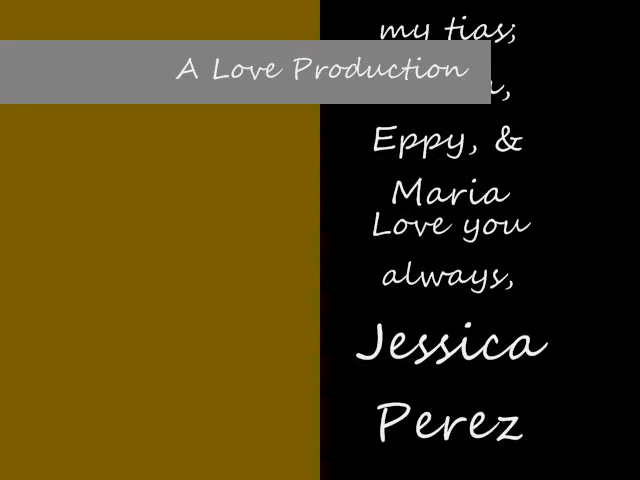 my tias;
A Love Production
Eppy, &
Maria
Love you
always,
Jessica
Perez